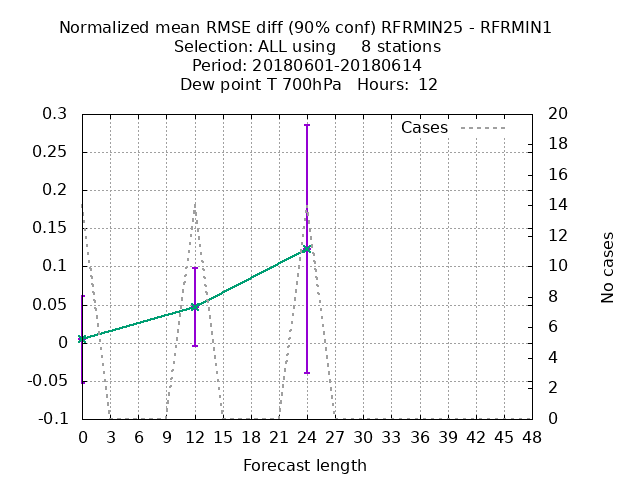 Normalized mean RMSE diff (90% conf) RFRMIN25 - RFRMIN1
Selection: ALL using 8 stations
Period: 20180601-20180614
Dew point T 700hPa Hours: 12
Cases
0.3
0.25
0.2
0.15
0.1
0.05
0
-0.05
-0.1
20
18
16
14
12
10
8
6
4
2
0
No cases
0 3 6 9 12 15 18 21 24 27 30 33 36 39 42 45 48
Forecast length